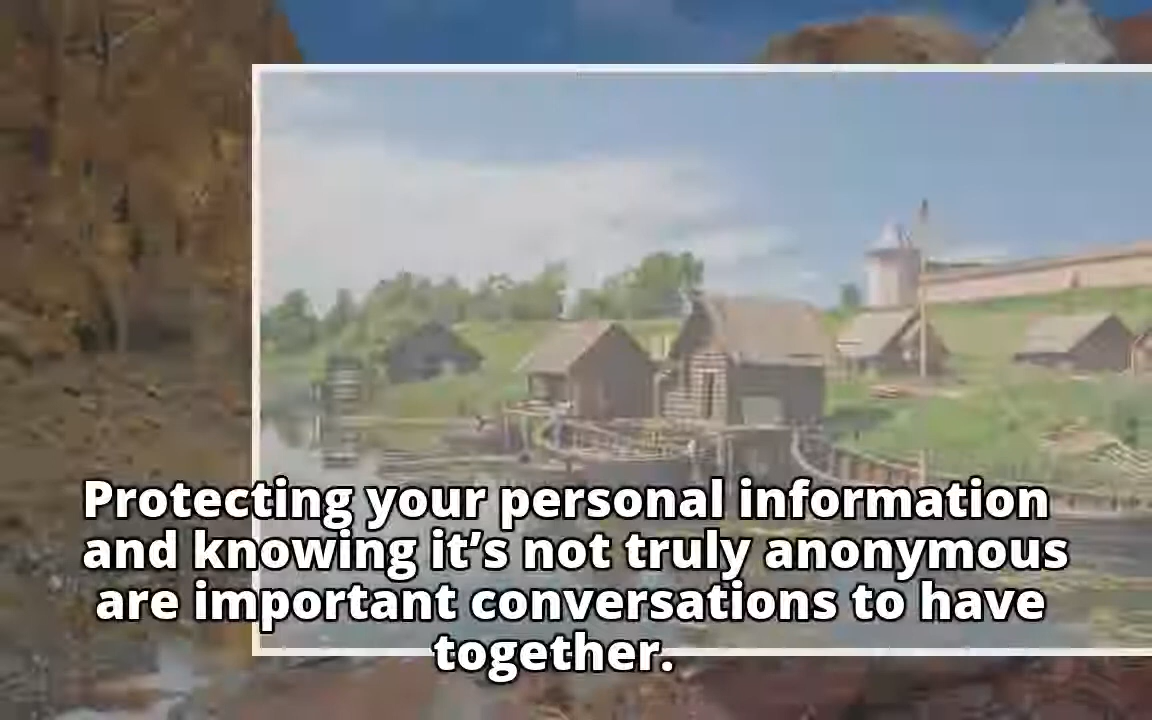 Protecting your personal information
and knowing it’s not truly anonymous
are important conversations to have
together.